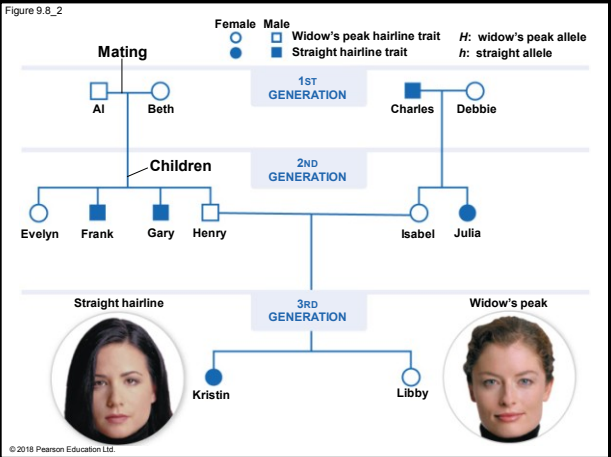 Figure 9.8_2
Female Male
Widow's peak hairline trait
Straight hairline trait
H: widow's peak allele
h: straight allele
Mating
1ST
GENERATION
Al
Beth
Charles
Debbie
Children
2ND
GENERATION
Evelyn
Frank
Gary
Henry
Isabel
Julia
Straight hairline
3RD
GENERATION
Widow's peak
Kristin
Libby
© 2018 Pearson Education Ltd.